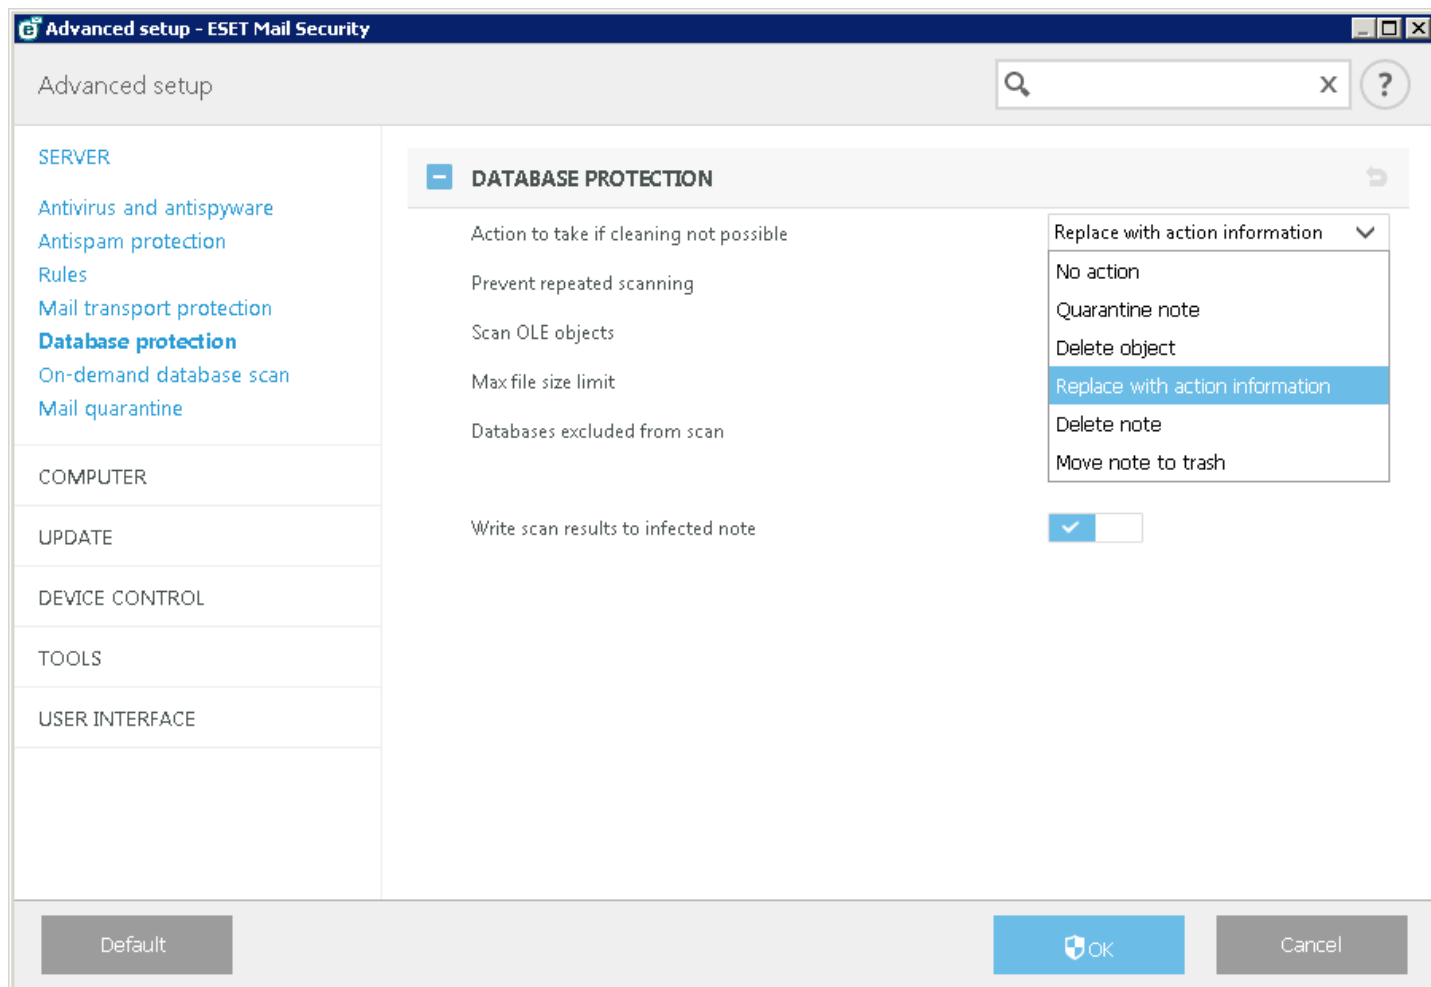 Advanced setup - ESET Mail Security
Advanced setup
x
?
SERVER
Antivirus and antispyware
Antispam protection
Rules
Mail transport protection
Database protection
On-demand database scan
Mail quarantine
COMPUTER
UPDATE
DEVICE CONTROL
TOOLS
USER INTERFACE
DATABASE PROTECTION
Action to take if cleaning not possible
Replace with action information
No action
Quarantine note
Delete object
Replace with action information
Delete note
Move note to trash
Prevent repeated scanning
Scan OLE objects
Max file size limit
Databases excluded from scan
Write scan results to infected note
Default
OK
Cancel